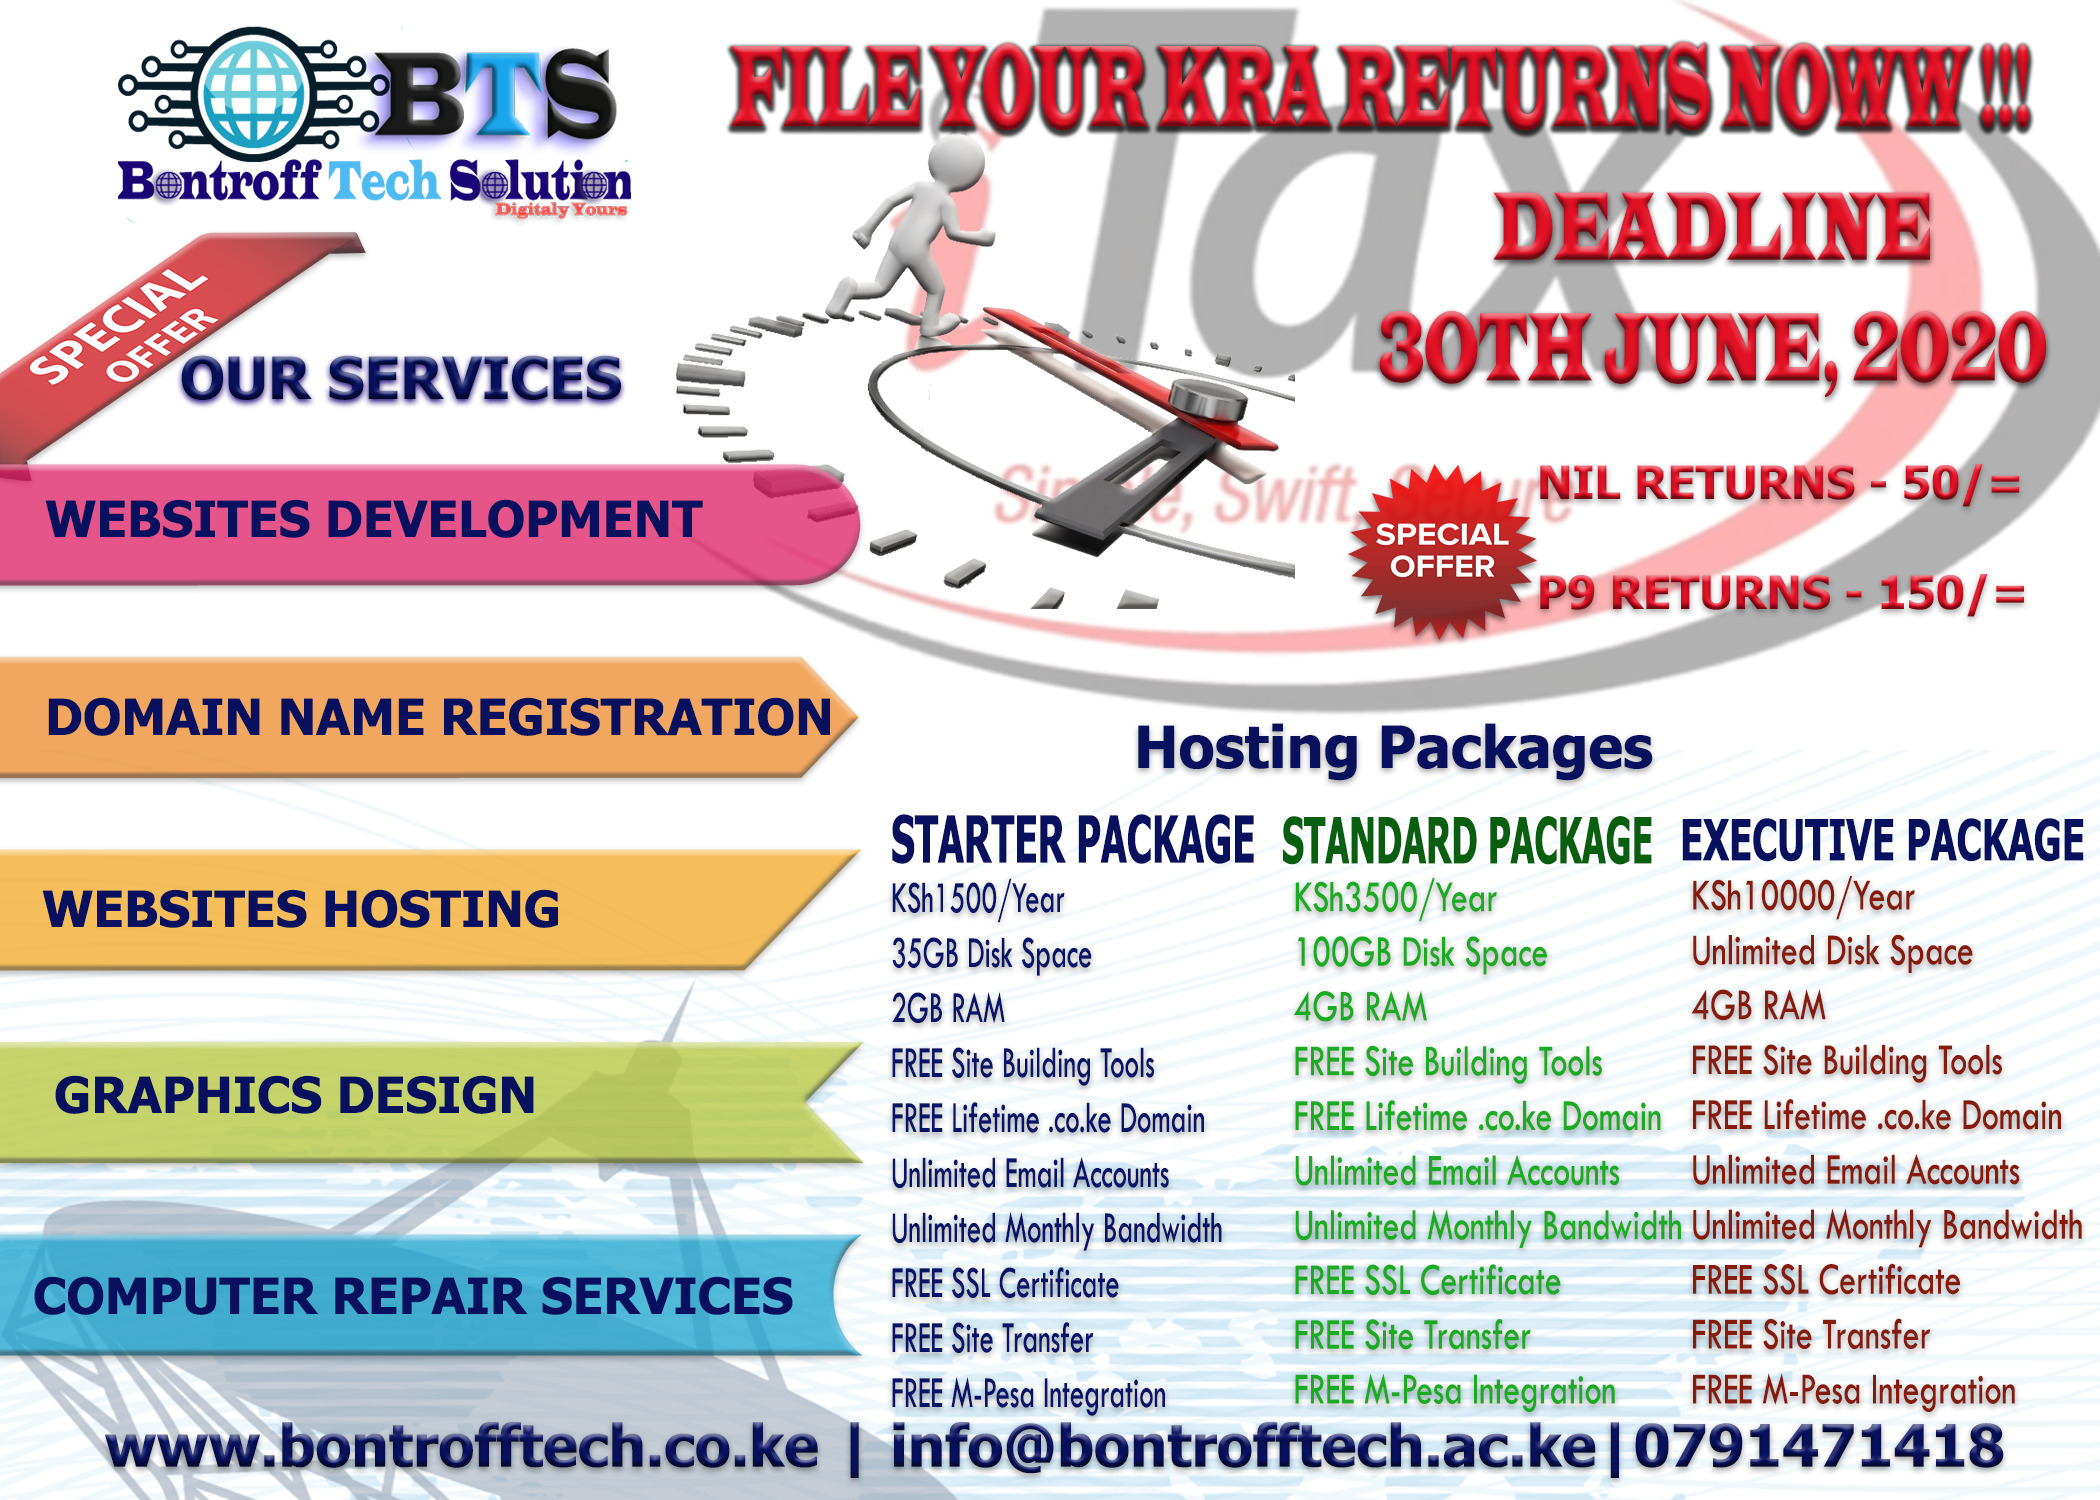 BTS
Bontroff Tech Solution
Digitaly Yours
FILE YOUR KRA RETURNS NOWW !!!
iTax
DEADLINE
30TH JUNE, 2020
Simple, Swift, Secure
SPECIAL
OFFER
NIL RETURNS - 50/=
P9 RETURNS - 150/=
SPECIAL
OFFER
OUR SERVICES
WEBSITES DEVELOPMENT
DOMAIN NAME REGISTRATION
WEBSITES HOSTING
GRAPHICS DESIGN
COMPUTER REPAIR SERVICES
Hosting Packages
STARTER PACKAGE
KSh1500/Year
35GB Disk Space
2GB RAM
FREE Site Building Tools
FREE Lifetime .co.ke Domain
Unlimited Email Accounts
Unlimited Monthly Bandwidth
FREE SSL Certificate
FREE Site Transfer
FREE M-Pesa Integration
STANDARD PACKAGE
KSh3500/Year
100GB Disk Space
4GB RAM
FREE Site Building Tools
FREE Lifetime .co.ke Domain
Unlimited Email Accounts
Unlimited Monthly Bandwidth
FREE SSL Certificate
FREE Site Transfer
FREE M-Pesa Integration
EXECUTIVE PACKAGE
KSh10000/Year
Unlimited Disk Space
4GB RAM
FREE Site Building Tools
FREE Lifetime .co.ke Domain
Unlimited Email Accounts
Unlimited Monthly Bandwidth
FREE SSL Certificate
FREE Site Transfer
FREE M-Pesa Integration
www.bontrofftech.co.ke | info@bontrofftech.ac.ke|0791471418